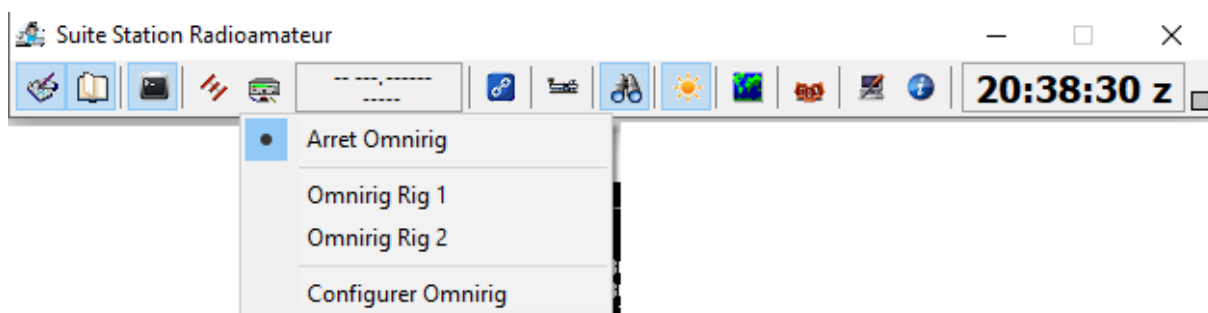 Suite Station Radioamateur
-- ---,------
-----
20:38:30 z
Arret Omnirig
Omnirig Rig 1
Omnirig Rig 2
Configurer Omnirig